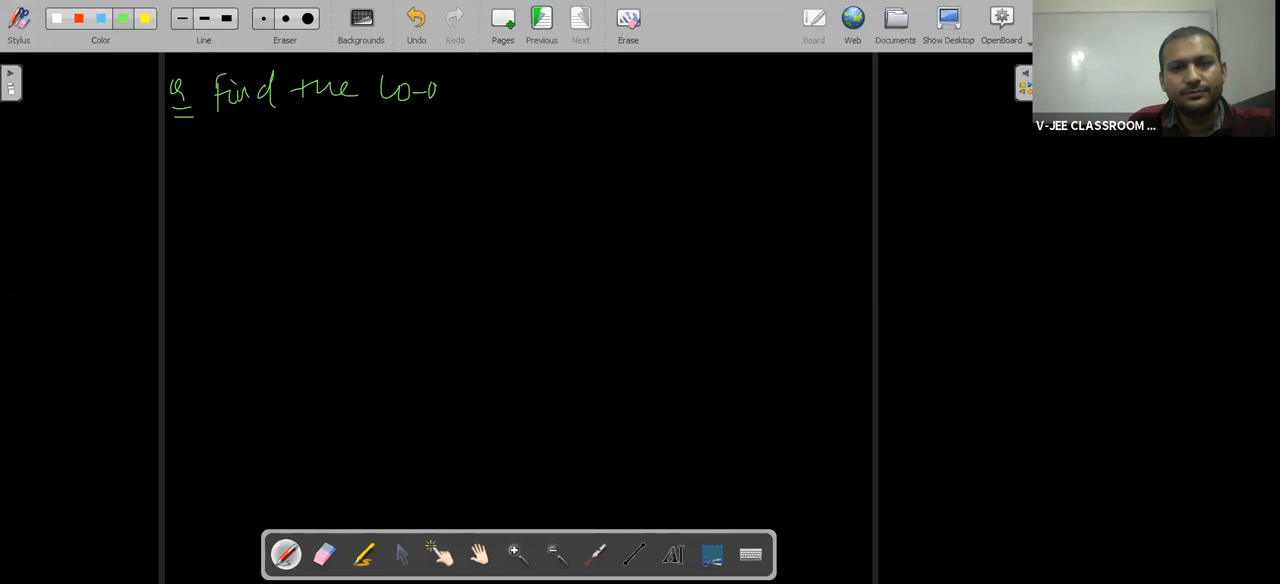 Stylus Color Line Eraser Backgrounds Undo Redo Pages Previous Next Erase Board Web Documents Show Desktop OpenBoard
Q Find the Co-o
V-JEE CLASSROOM ...
AI